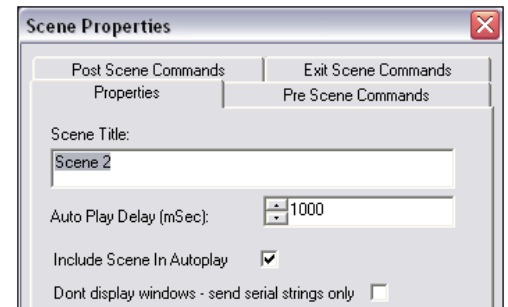 Scene Properties
Post Scene Commands Exit Scene Commands
Properties Pre Scene Commands
Scene Title:
Scene 2
Auto Play Delay (mSec): 1000
Include Scene In Autoplay
Dont display windows - send serial strings only